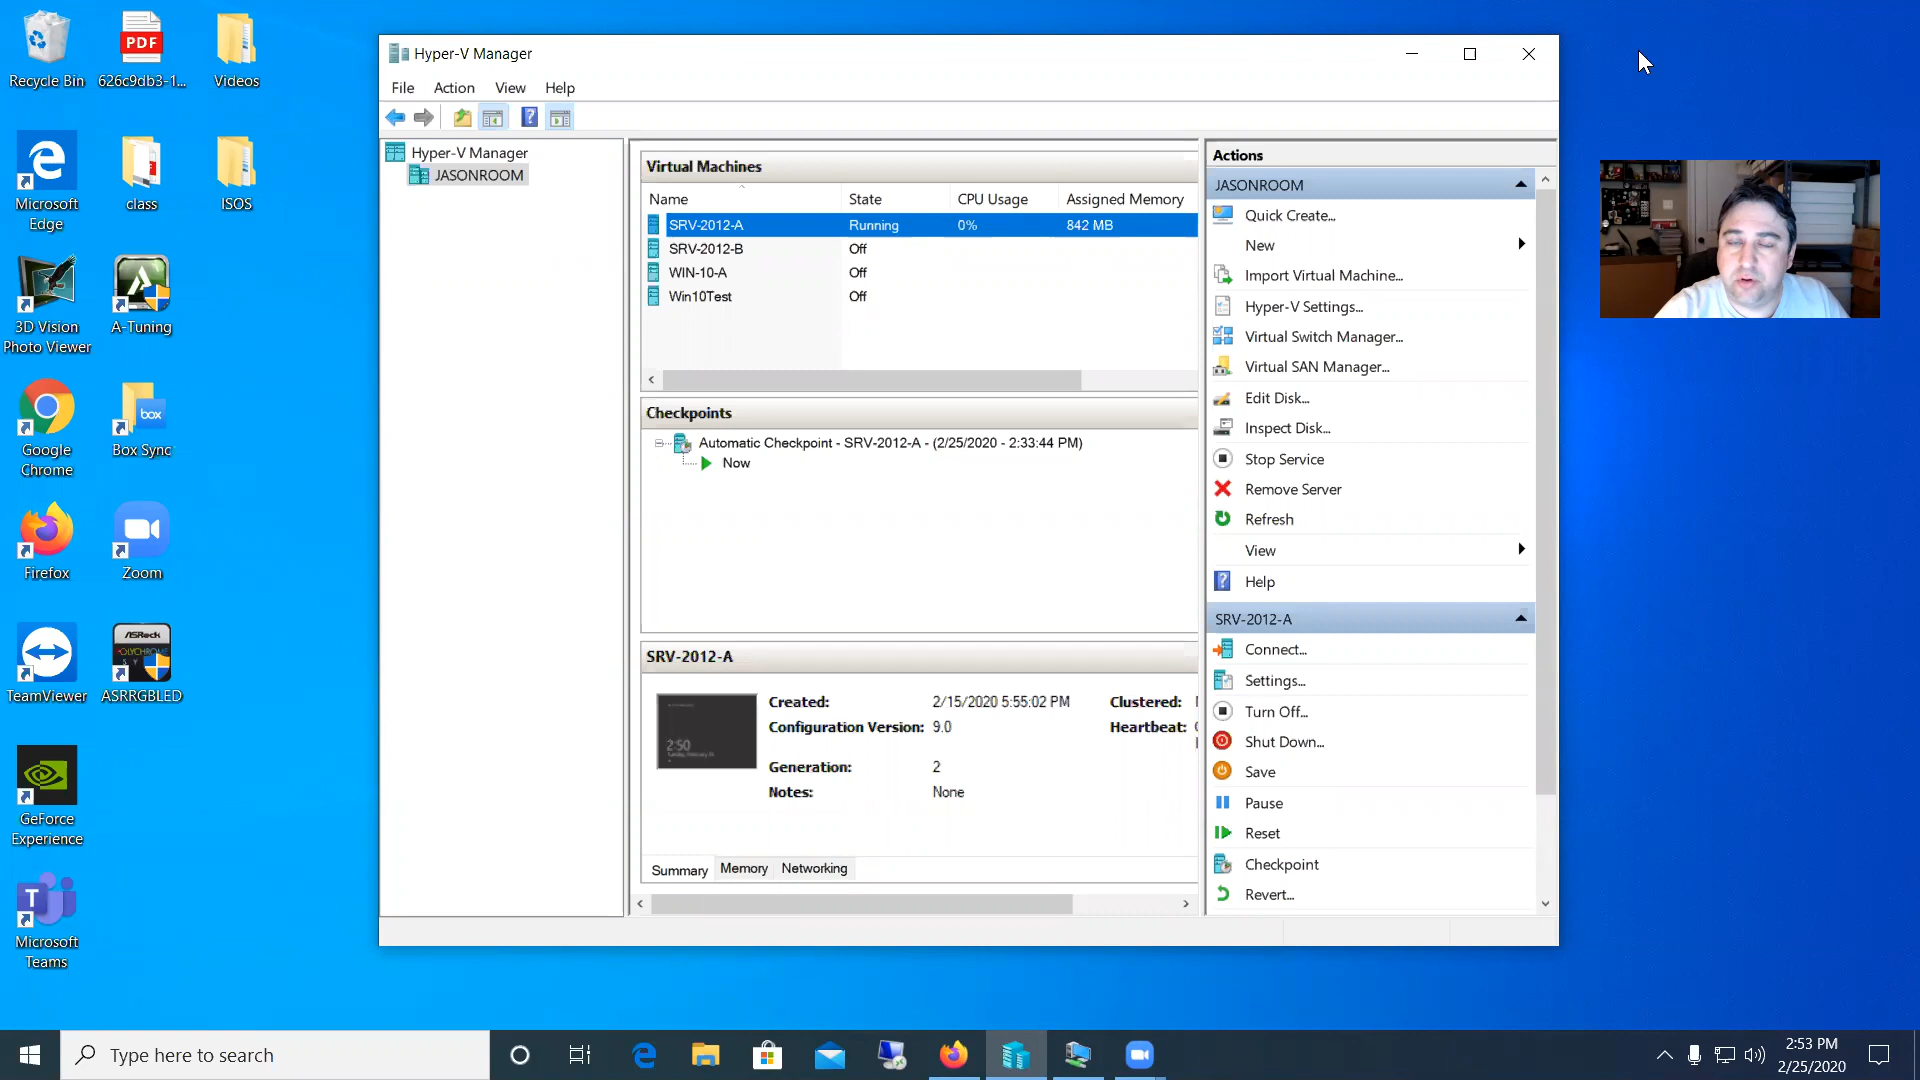 Recycle Bin
626c9db3-1...
Videos
Microsoft
Edge
class
ISOS
3D Vision
Photo Viewer
A-Tuning
Google
Chrome
Box Sync
box
Firefox
Zoom
TeamViewer
ASRRGBLED
ASRock
POLYCHROME
GeForce
Experience
Microsoft
Teams
PDF
Hyper-V Manager
File Action View Help
Hyper-V Manager
JASONROOM
Virtual Machines
Name State CPU Usage Assigned Memory
SRV-2012-A Running 0% 842 MB
SRV-2012-B Off
WIN-10-A Off
Win10Test Off
Checkpoints
Automatic Checkpoint - SRV-2012-A - (2/25/2020 - 2:33:44 PM)
Now
SRV-2012-A
2:50
Created: 2/15/2020 5:55:02 PM Clustered:
Configuration Version: 9.0 Heartbeat:
Generation: 2
Notes: None
Summary Memory Networking
Actions
JASONROOM
Quick Create...
New
Import Virtual Machine...
Hyper-V Settings...
Virtual Switch Manager...
Virtual SAN Manager...
Edit Disk...
Inspect Disk...
Stop Service
Remove Server
Refresh
View
Help
SRV-2012-A
Connect...
Settings...
Turn Off...
Shut Down...
Save
Pause
Reset
Checkpoint
Revert...
Type here to search
2:53 PM
2/25/2020